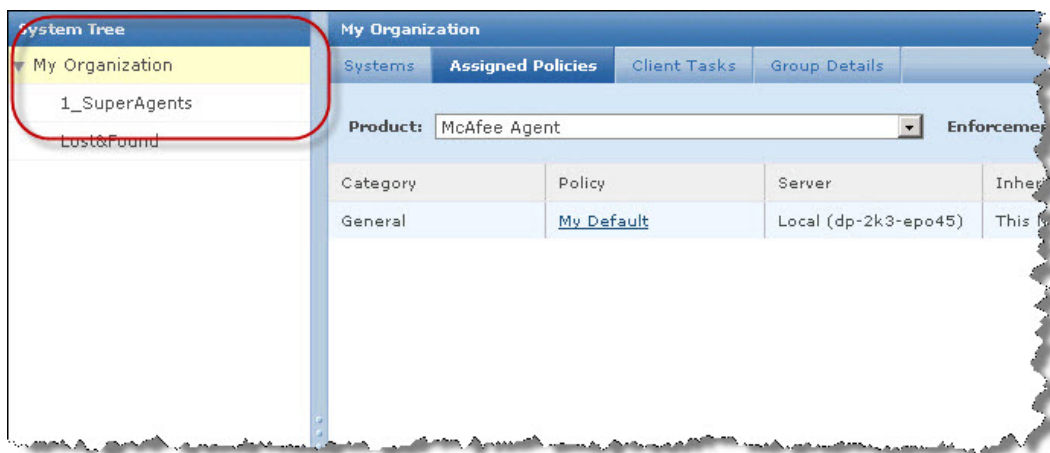 System Tree
My Organization
1_SuperAgents
Lost&Found
My Organization
Systems Assigned Policies Client Tasks Group Details
Product: McAfee Agent
Category Policy Server
General My Default Local (dp-2k3-epo45) This